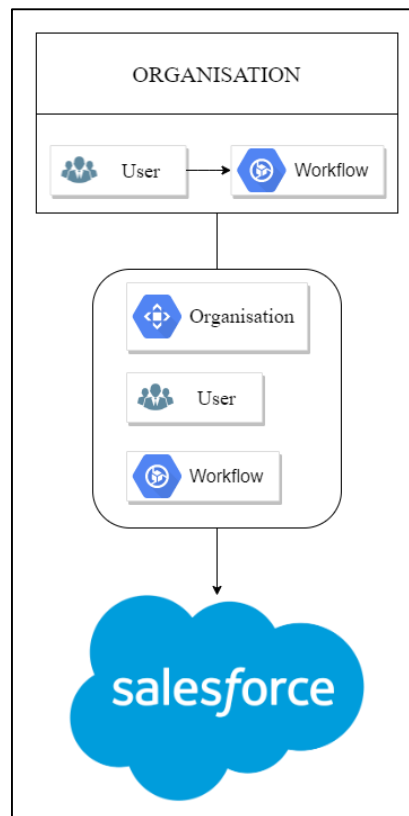 ORGANISATION
User
Workflow
Organisation
User
Workflow
salesforce